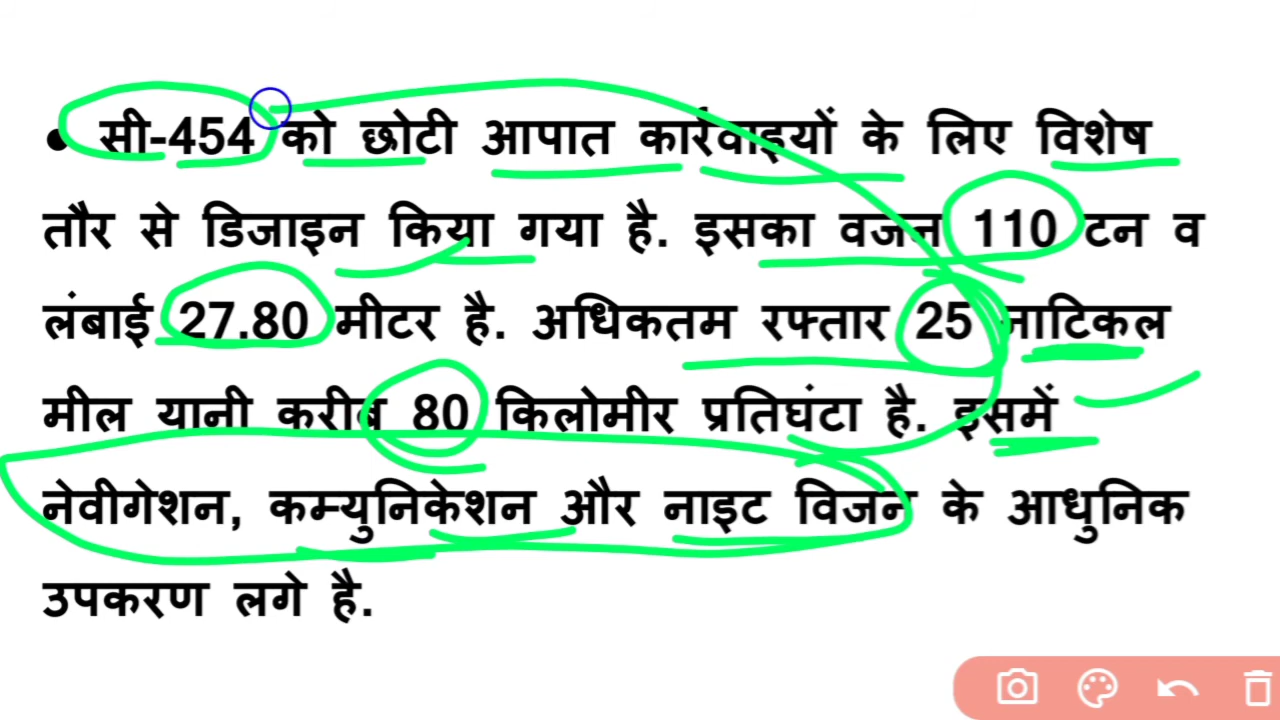 • सी-454 को छोटी आपात कार्रवाइयों के लिए विशेष
तौर से डिजाइन किया गया है. इसका वजन 110 टन व
लंबाई 27.80 मीटर है. अधिकतम रफ्तार 25 नाटिकल
मील यानी करीब 80 किलोमीर प्रतिघंटा है. इसमें
नेवीगेशन, कम्युनिकेशन और नाइट विजन के आधुनिक
उपकरण लगे है.